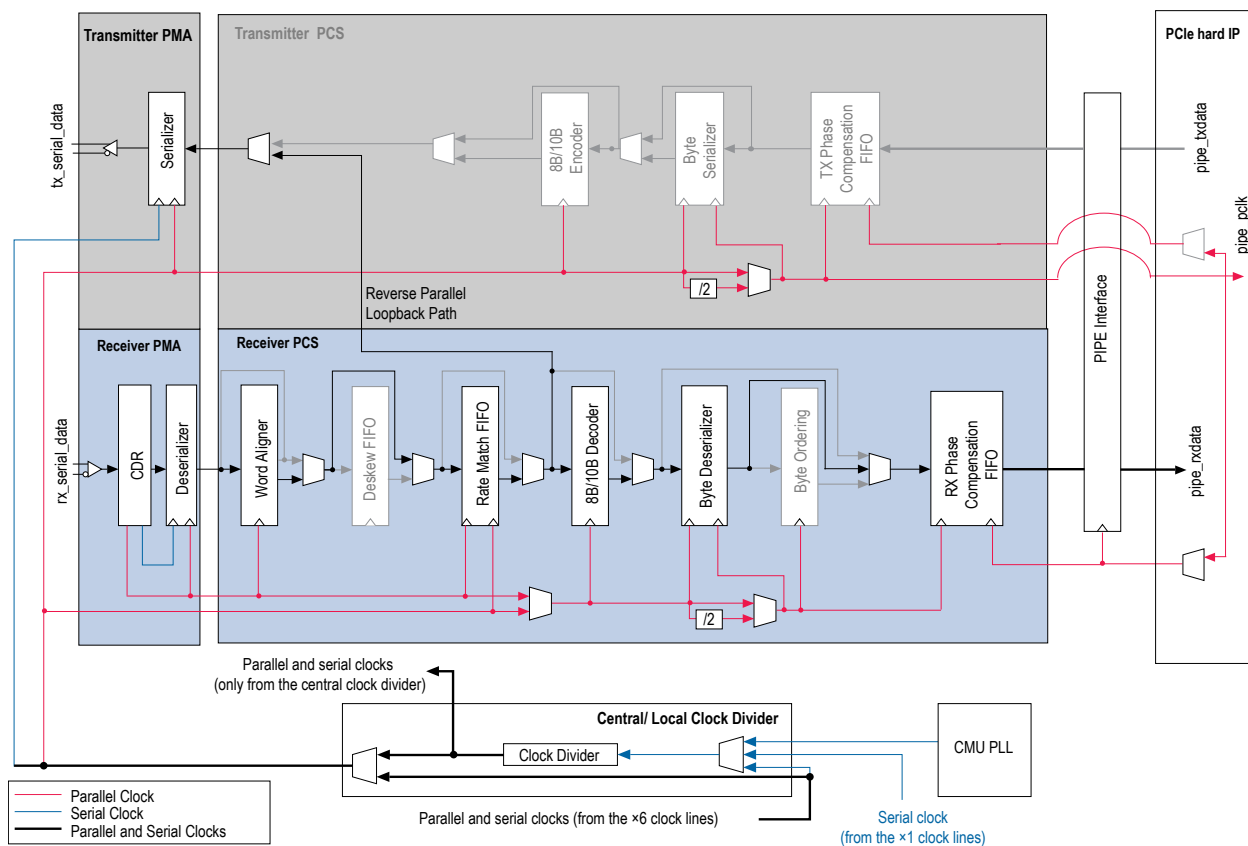 Transmitter PMA
Transmitter PCS
PCIe hard IP
tx_serial_data
Serializer
8B/10B
Encoder
Byte
Serializer
TX Phase
Compensation
FIFO
pipe_txdata
pipe_pclk
/2
Reverse Parallel
Loopback Path
PIPE Interface
Receiver PMA
Receiver PCS
rx_serial_data
CDR
Deserializer
Word Aligner
Deskew FIFO
Rate Match FIFO
8B/10B Decoder
Byte Deserializer
Byte Ordering
RX Phase
Compensation
FIFO
pipe_rxdata
/2
Parallel and serial clocks
(only from the central clock divider)
Central/ Local Clock Divider
Clock Divider
CMU PLL
Parallel Clock
Serial Clock
Parallel and Serial Clocks
Parallel and serial clocks (from the ×6 clock lines)
Serial clock
(from the ×1 clock lines)